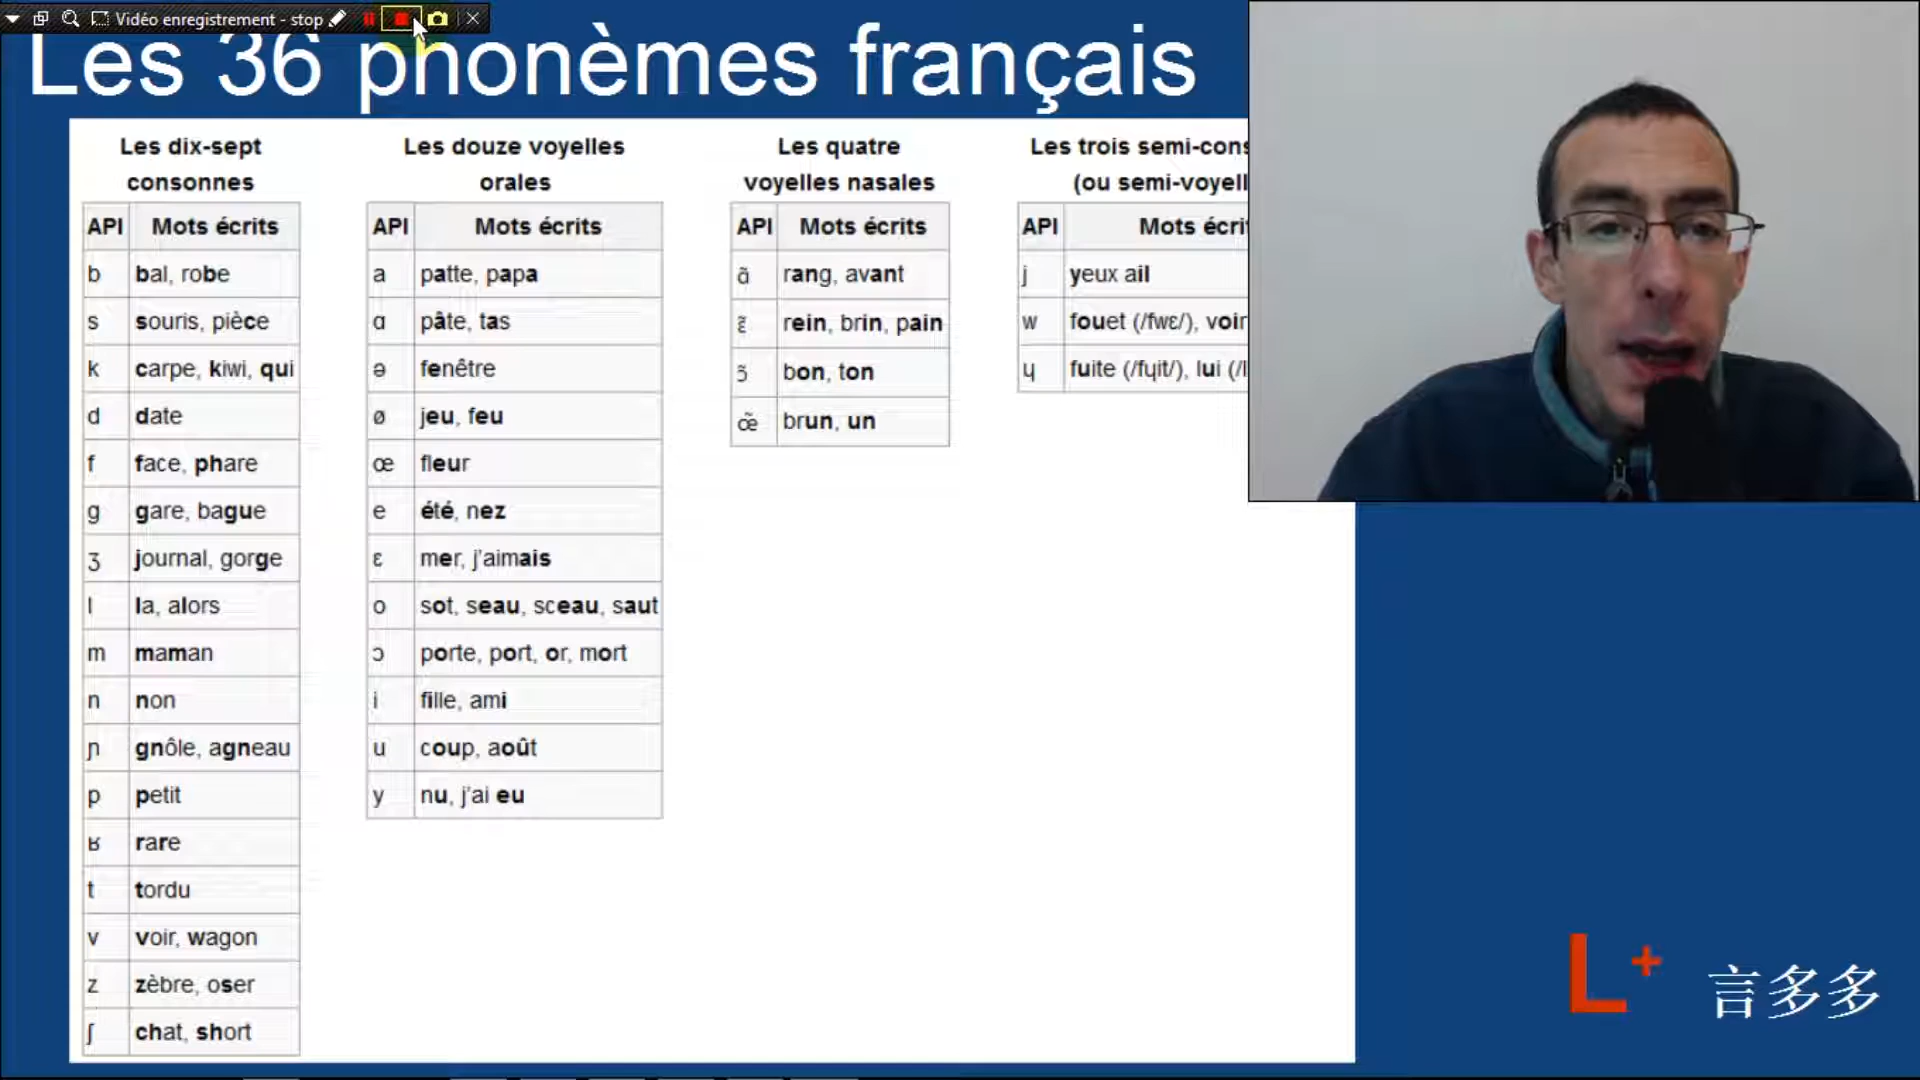 Vidéo enregistrement - stop
Les 36 phonèmes français
Les dix-sept
consonnes
API Mots écrits
b bal, robe
s souris, pièce
k carpe, kiwi, qui
d date
f face, phare
g gare, bague
ʒ journal, gorge
l la, alors
m maman
n non
ɲ gnôle, agneau
p petit
ʁ rare
t tordu
v voir, wagon
z zèbre, oser
ʃ chat, short
Les douze voyelles
orales
API Mots écrits
a patte, papa
ɑ pâte, tas
ə fenêtre
ø jeu, feu
œ fleur
e été, nez
ɛ mer, j'aimais
o sot, seau, sceau, saut
ɔ porte, port, or, mort
i fille, ami
u coup, août
y nu, j'ai eu
Les quatre
voyelles nasales
API Mots écrits
ɑ̃ rang, avant
ɛ̃ rein, brin, pain
ɔ̃ bon, ton
œ̃ brun, un
Les trois semi-cons
(ou semi-voyell
API Mots écri
j yeux ail
w fouet (/fwɛ/), voir
ɥ fuite (/fɥit/), lui (/l
L+ 言多多